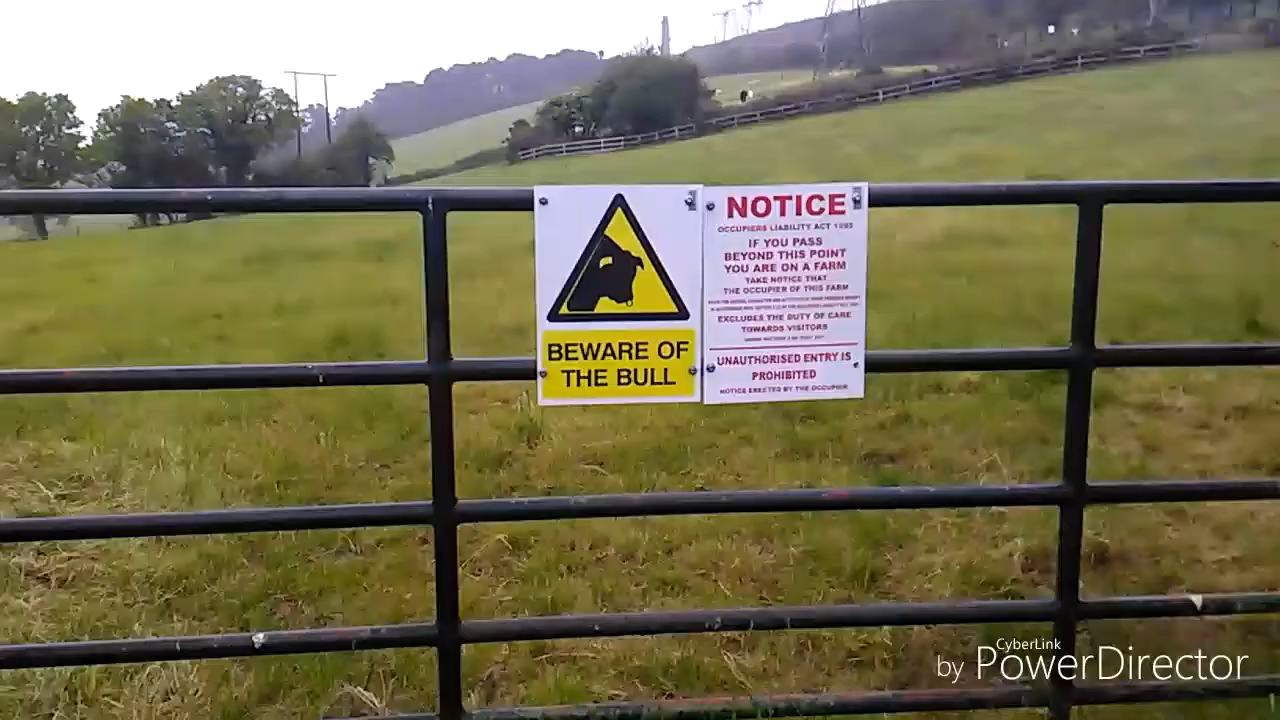 BEWARE OF
THE BULL
NOTICE
OCCUPIERS LIABILITY ACT 1995
IF YOU PASS
BEYOND THIS POINT
YOU ARE ON A FARM
TAKE NOTICE THAT
THE OCCUPIER OF THIS FARM
EXCLUDES THE DUTY OF CARE
TOWARDS VISITORS
UNAUTHORISED ENTRY IS
PROHIBITED
NOTICE ERECTED BY THE OCCUPIER
CyberLink
by PowerDirector